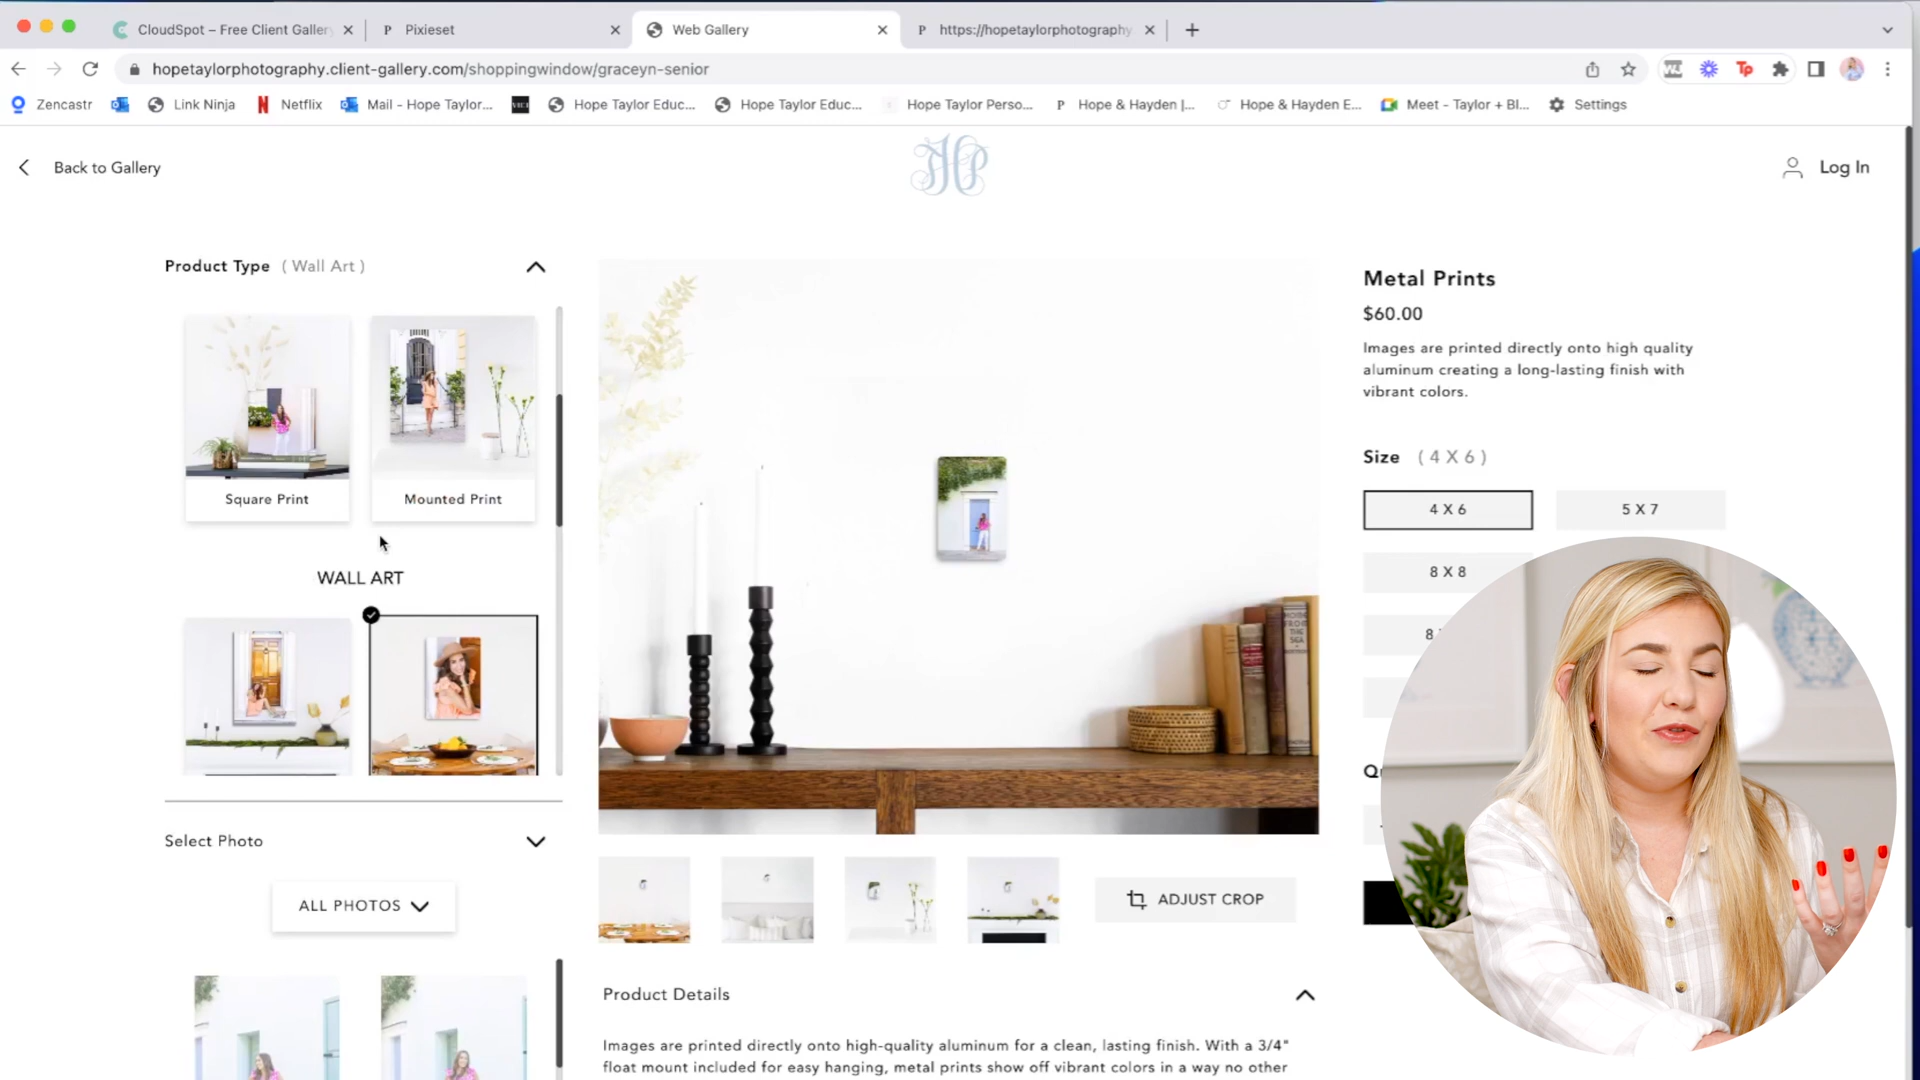 CloudSpot – Free Client Gallery
Pixieset
Web Gallery
https://hopetaylorphotography
hopetaylorphotography.client-gallery.com/shoppingwindow/graceyn-senior
Zencastr
Link Ninja
Netflix
Mail - Hope Taylor...
Hope Taylor Educ...
Hope Taylor Educ...
Hope Taylor Perso...
Hope & Hayden |...
Hope & Hayden E...
Meet - Taylor + Bl...
Settings
Back to Gallery
Log In
Product Type ( Wall Art )
Square Print
Mounted Print
WALL ART
Select Photo
ALL PHOTOS
ADJUST CROP
Product Details
Images are printed directly onto high-quality aluminum for a clean, lasting finish. With a 3/4"
float mount included for easy hanging, metal prints show off vibrant colors in a way no other
Metal Prints
$60.00
Images are printed directly onto high quality
aluminum creating a long-lasting finish with
vibrant colors.
Size ( 4 X 6 )
4 X 6
5 X 7
8 X 8
8